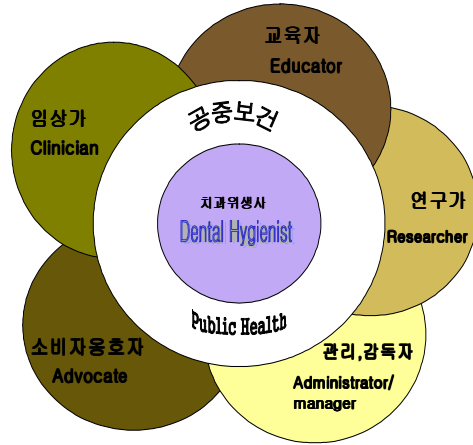 교육자
Educator
임상가
Clinician
공중보건
연구가
Researcher
치과위생사
Dental Hygienist
Public Health
소비자옹호자
Advocate
관리,감독자
Administrator/
manager